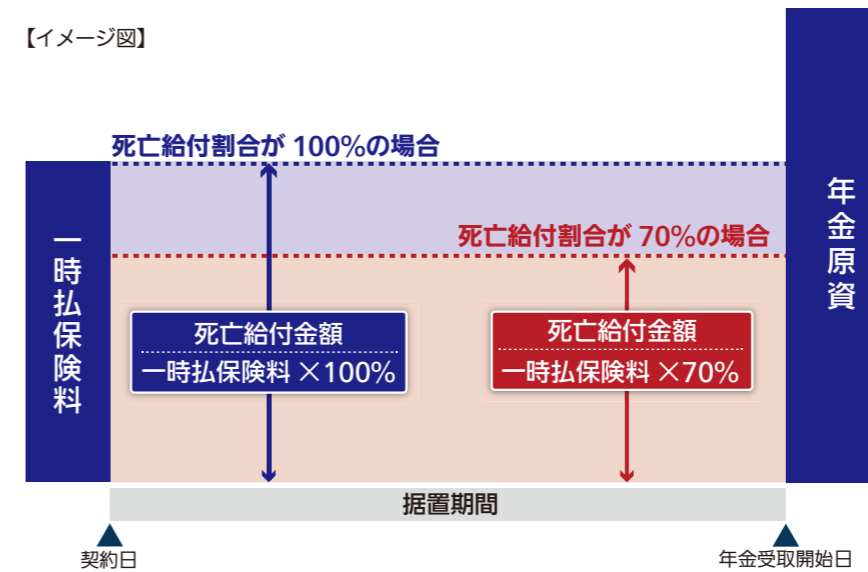 【イメージ図】
死亡給付割合が 100%の場合
死亡給付割合が 70%の場合
一時払保険料
年金原資
死亡給付金額
一時払保険料 ×100%
死亡給付金額
一時払保険料 ×70%
据置期間
契約日
年金受取開始日